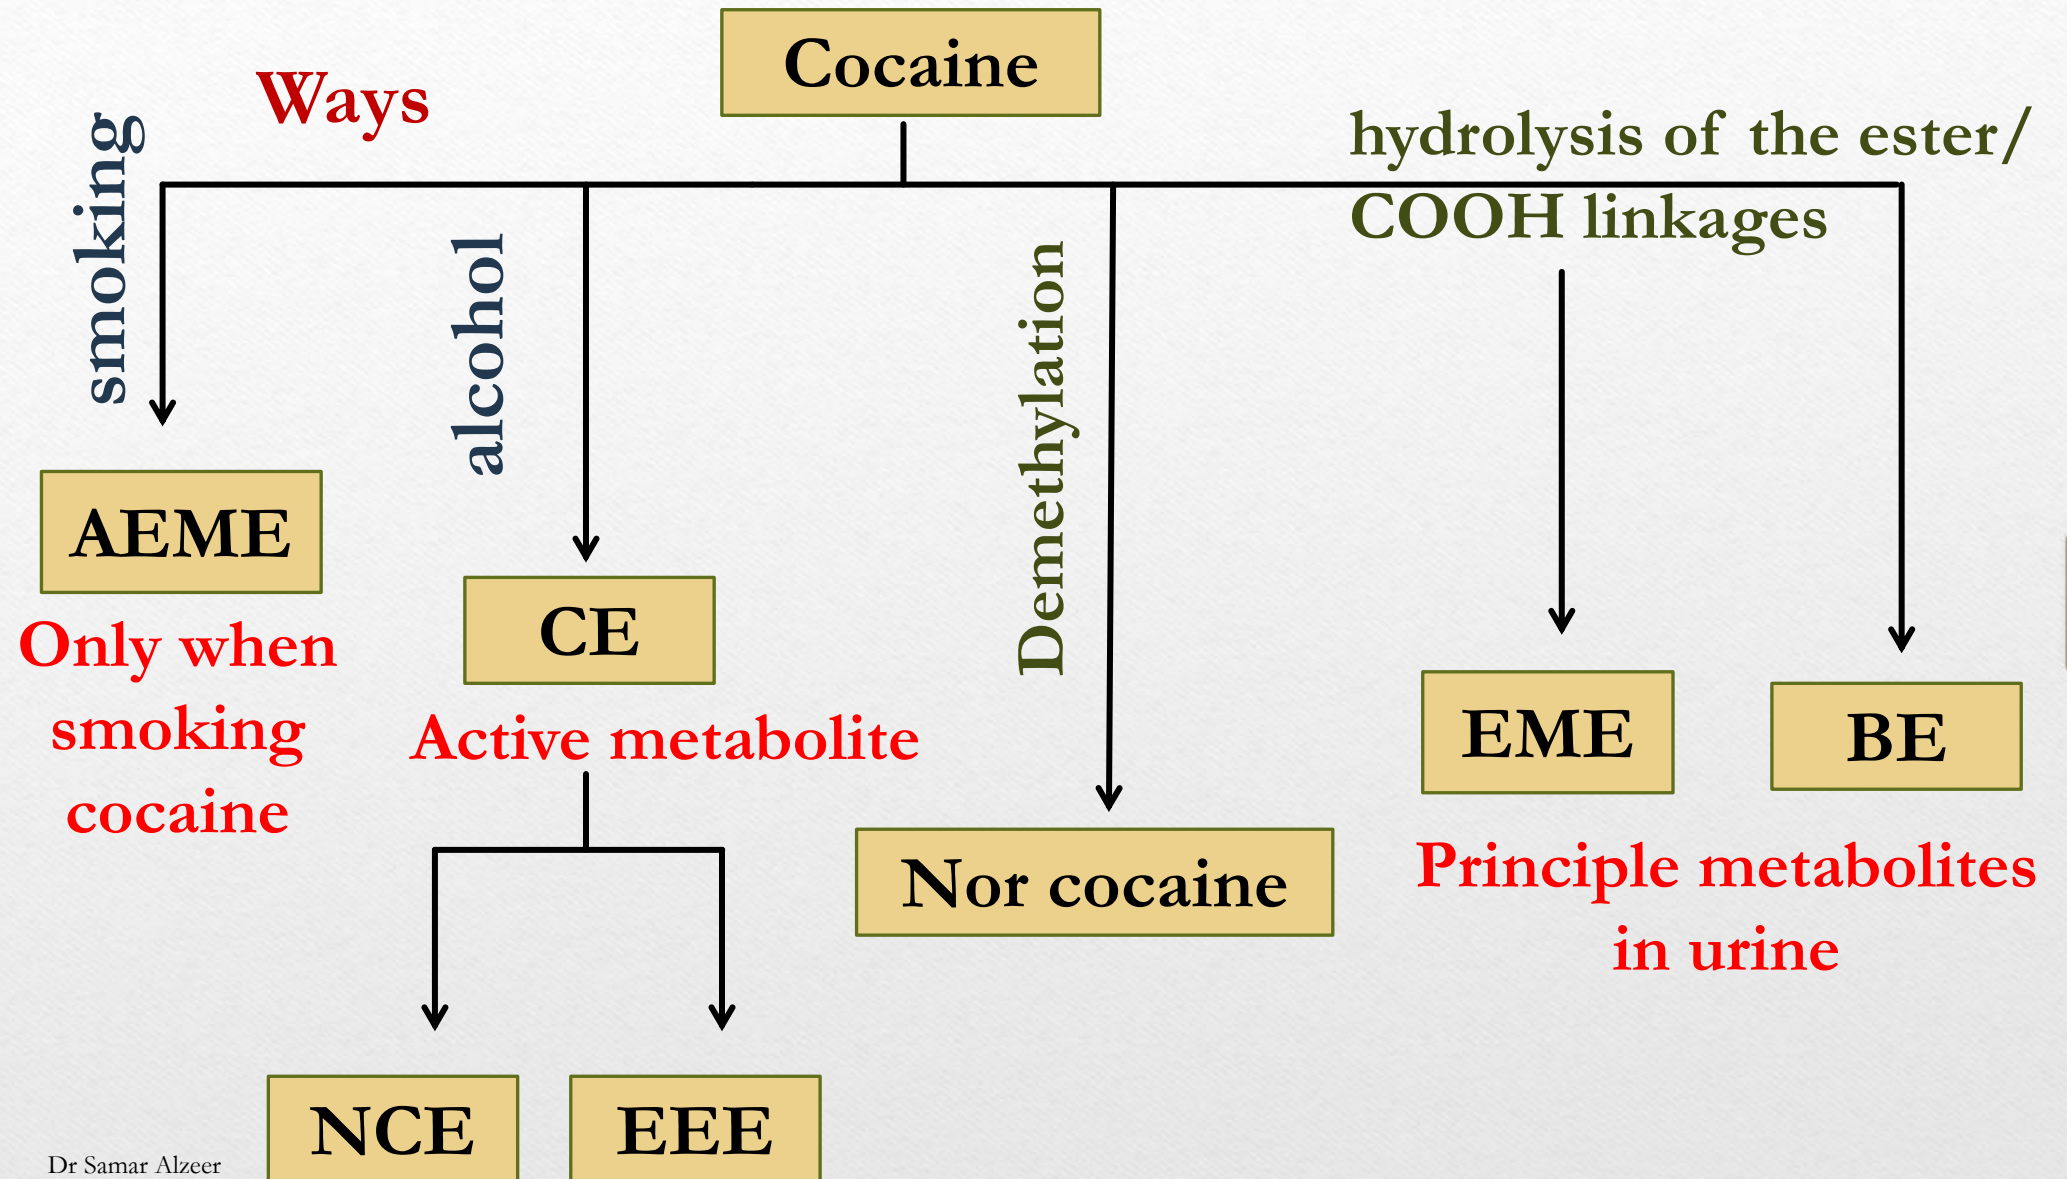 Cocaine
Ways
smoking
alcohol
Demethylation
hydrolysis of the ester/
COOH linkages
AEME
Only when
smoking
cocaine
CE
Active metabolite
NCE
EEE
Nor cocaine
EME
BE
Principle metabolites
in urine
Dr Samar Alzeer